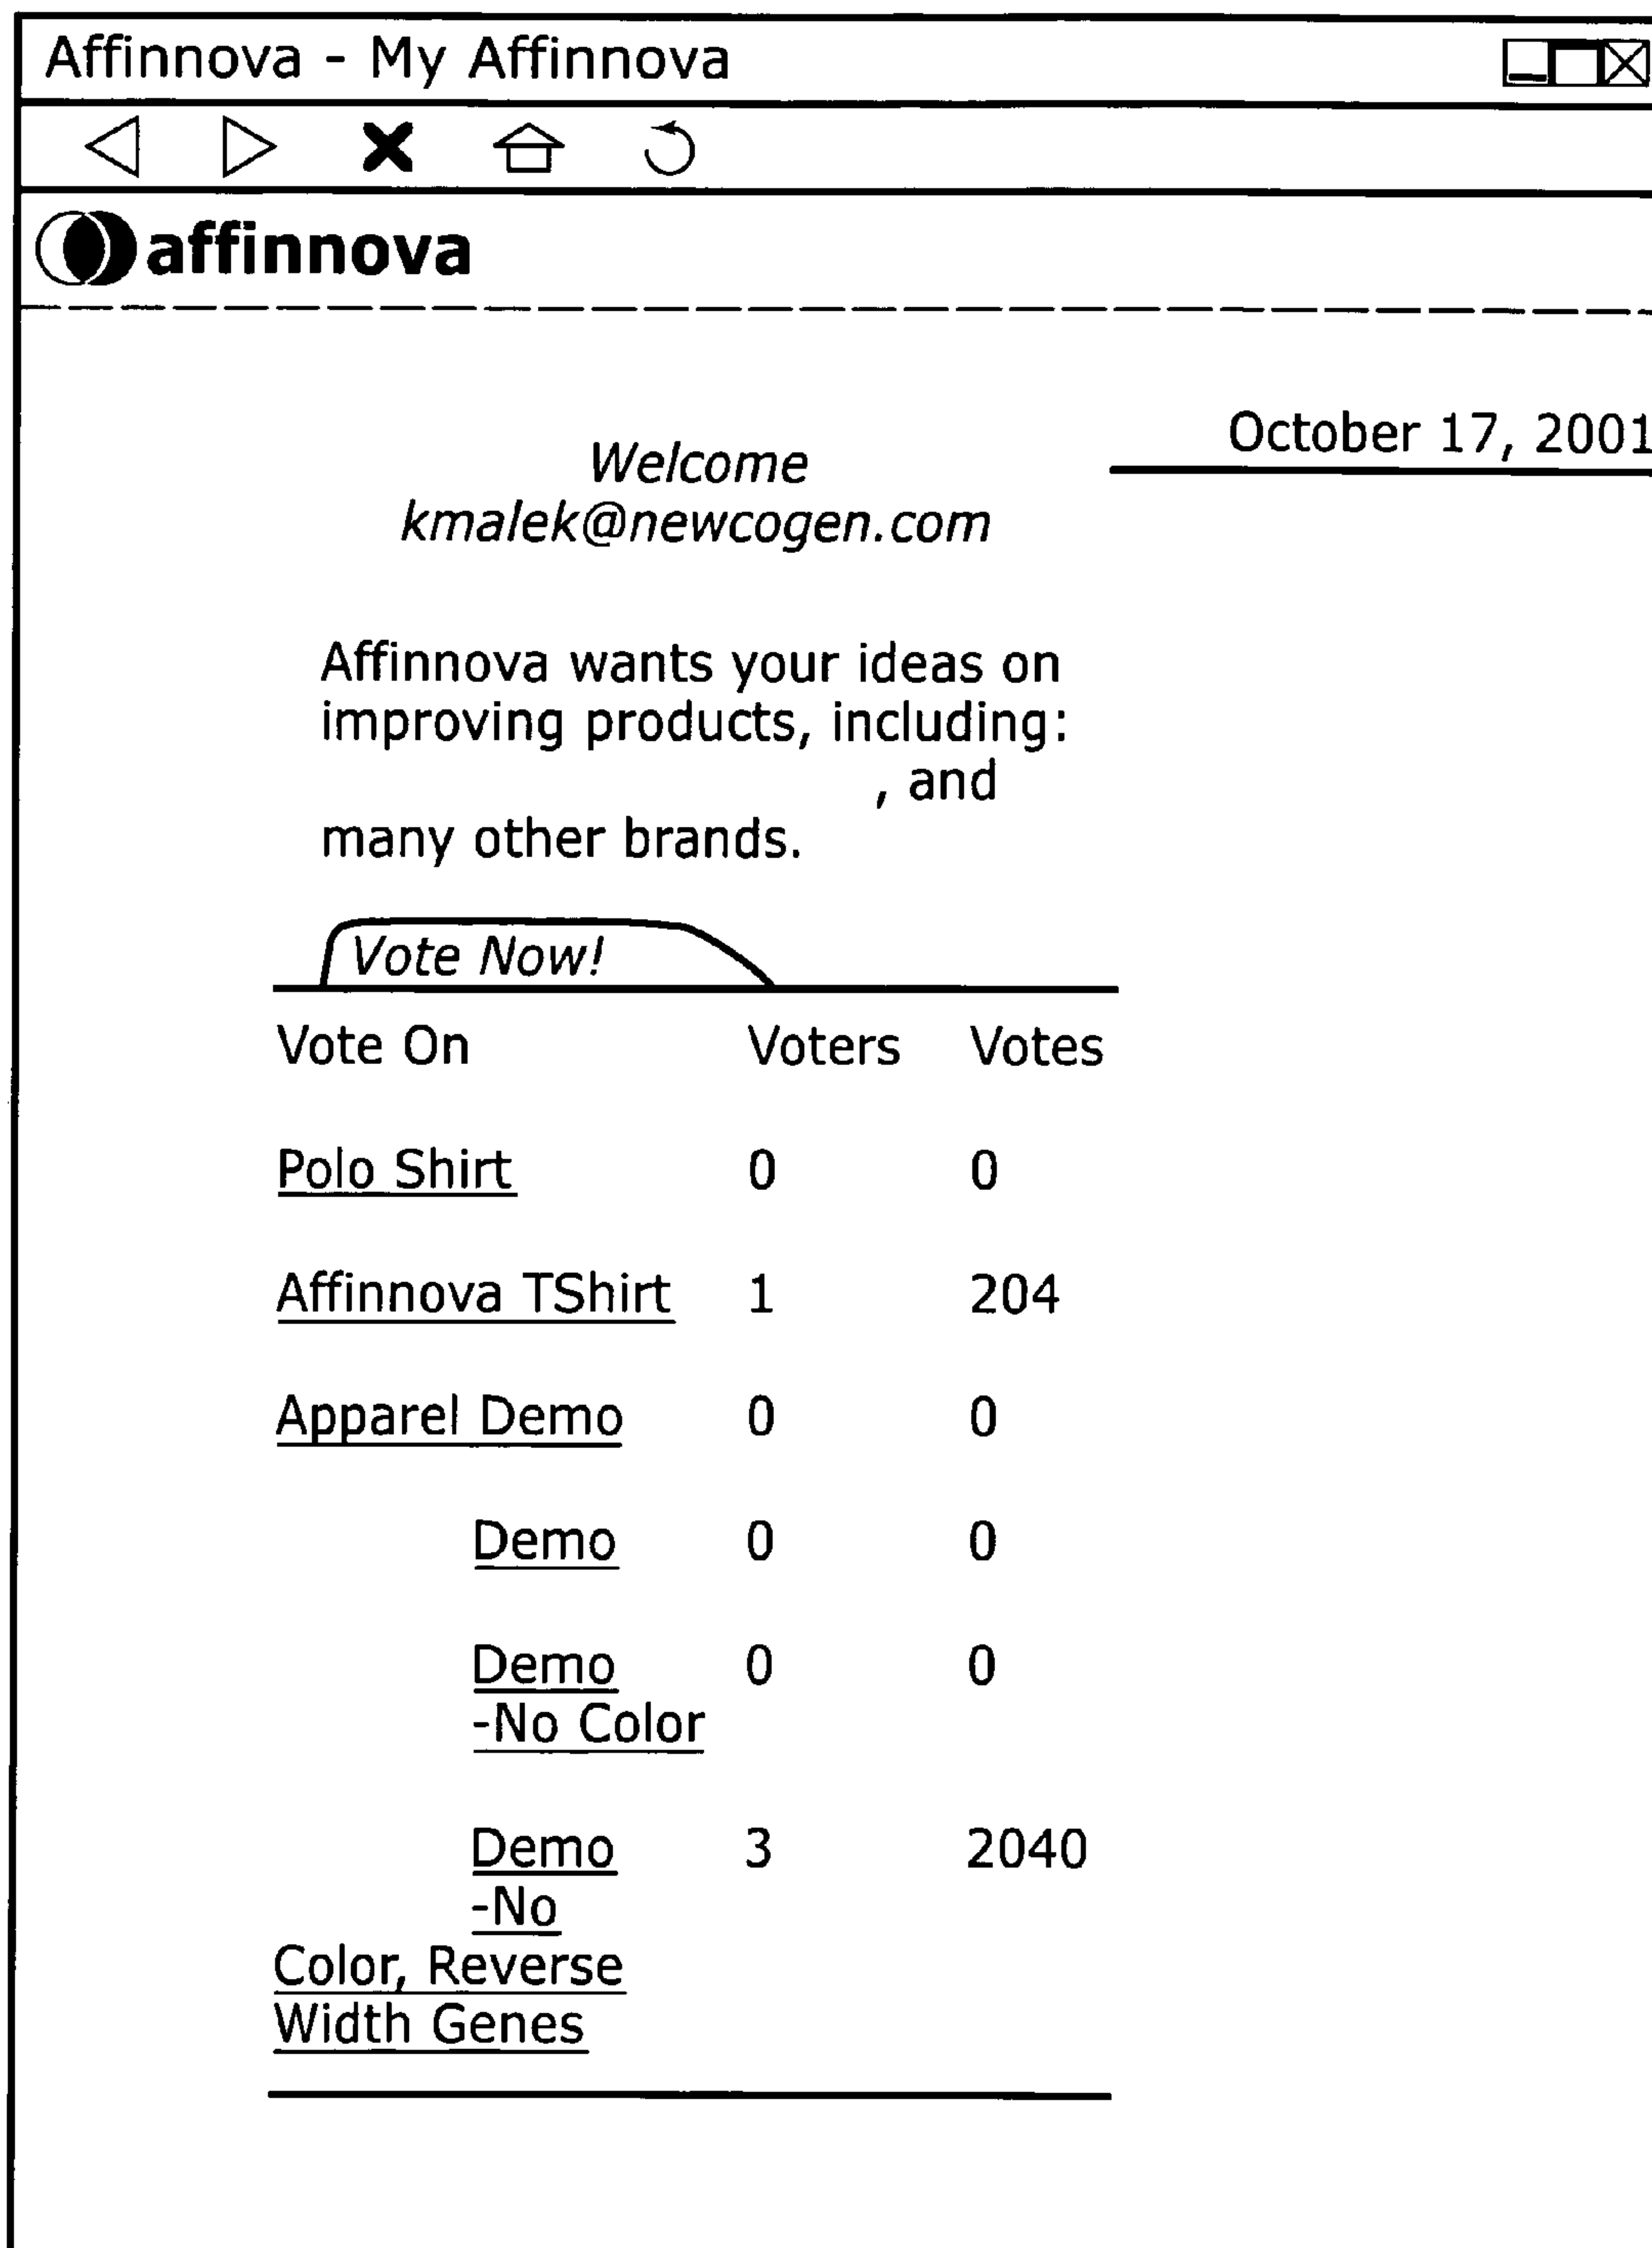 Affinnova - My Affinnova
affinnova
October 17, 2001
Welcome
kmalek@newcogen.com
Affinnova wants your ideas on
improving products, including:
, and
many other brands.
Vote Now!
Vote On Voters Votes
Polo Shirt 0 0
Affinnova TShirt 1 204
Apparel Demo 0 0
Demo 0 0
Demo 0 0
-No Color
Demo 3 2040
-No
Color, Reverse
Width Genes